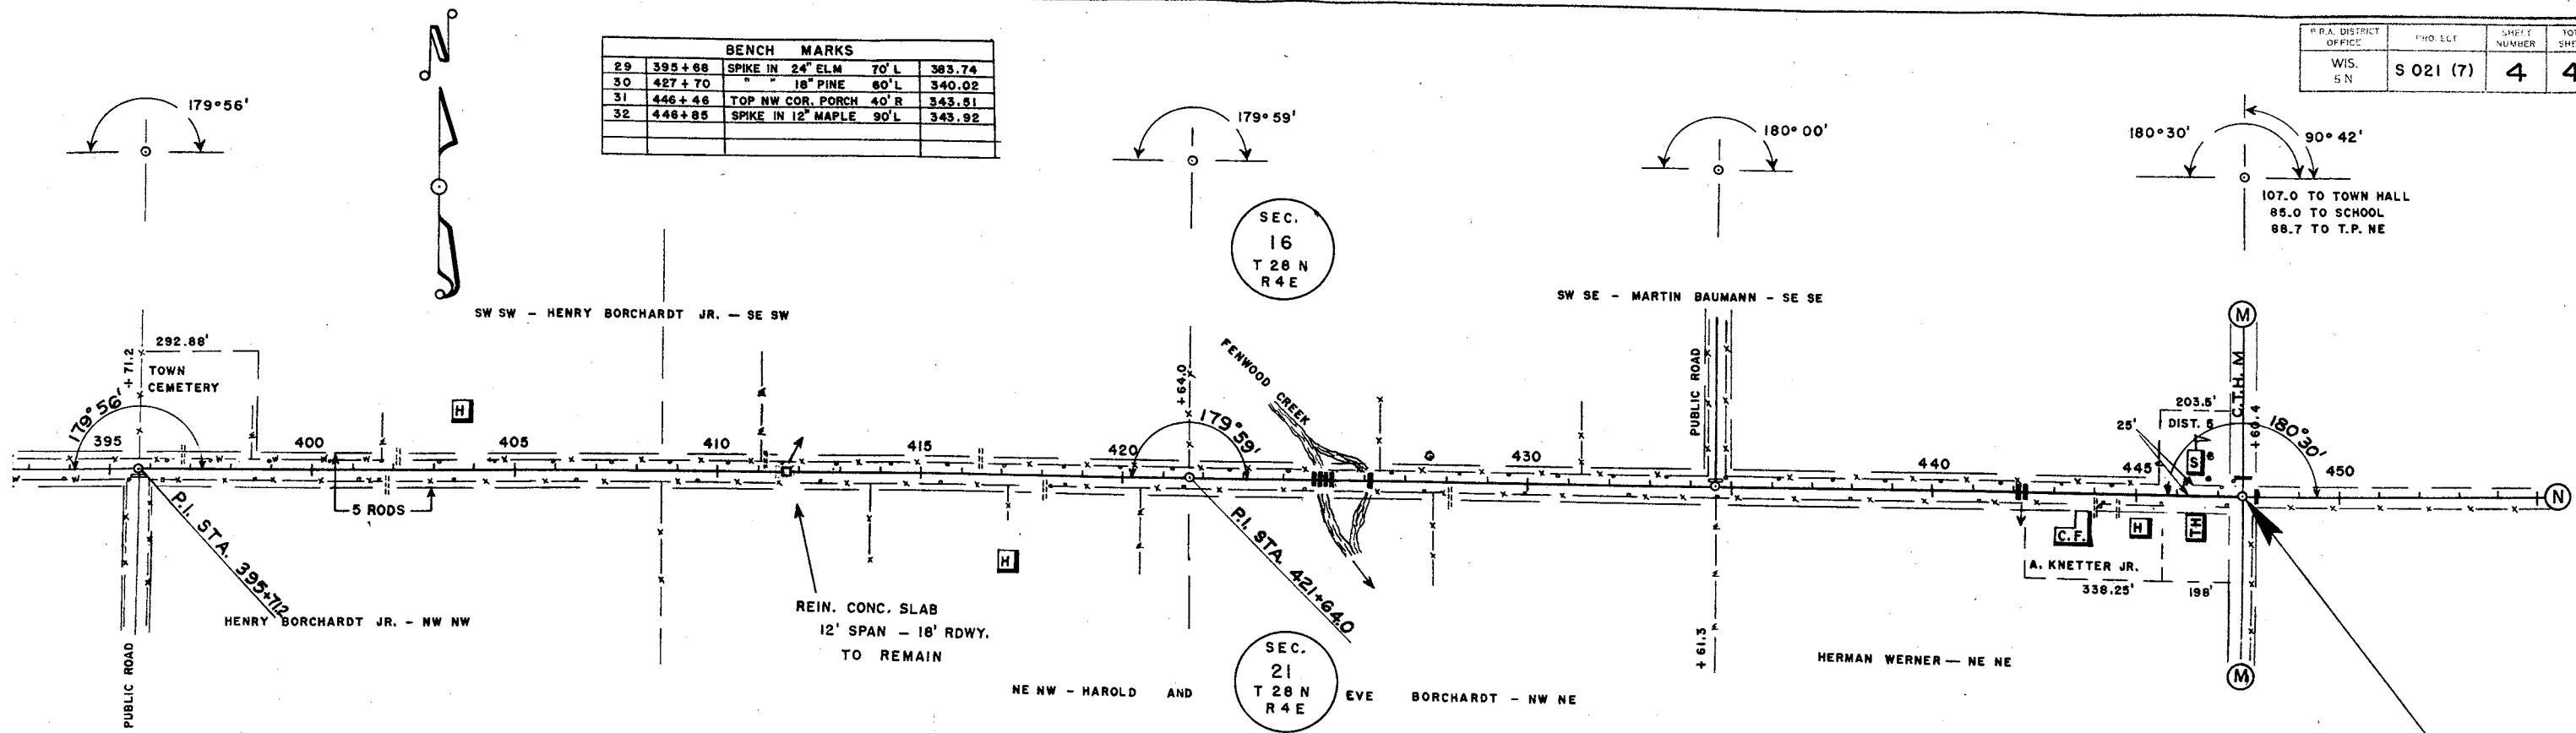 BENCH MARKS
29 395+68 SPIKE IN 24" ELM 70' L 383.74
30 427+70 " " 18" PINE 60' L 340.02
31 446+46 TOP NW COR. PORCH 40' R 343.51
32 446+85 SPIKE IN 12" MAPLE 90' L 343.92
P.R.A. DISTRICT OFFICE
SHEET NUMBER
WIS. 5 N S 021 (7) 4 4
N
179°56'
179°59'
180°00'
180°30'
90°42'
107.0 TO TOWN HALL
85.0 TO SCHOOL
88.7 TO T.P. NE
SEC.
16
T 28 N
R 4 E
SW SW - HENRY BORCHARDT JR. - SE SW
SW SE - MARTIN BAUMANN - SE SE
+71.2
292.88'
TOWN
CEMETERY
179°56'
H
+64.0
179°59'
FENWOOD
CREEK
PUBLIC ROAD
M
C.T.H. M
203.5'
DIST. 5
25'
S
180°30'
395
400
405
410
415
420
430
440
445
450
N
5 RODS
P.I. STA. 395+71.2
PUBLIC ROAD
HENRY BORCHARDT JR. - NW NW
REIN. CONC. SLAB
12' SPAN - 18' RDWY.
TO REMAIN
H
P.I. STA. 421+64.0
+61.3
C.F.
H
TH
A. KNETTER JR.
338.25'
198'
HERMAN WERNER - NE NE
M
SEC.
21
T 28 N
R 4 E
NE NW - HAROLD AND EVE BORCHARDT - NW NE